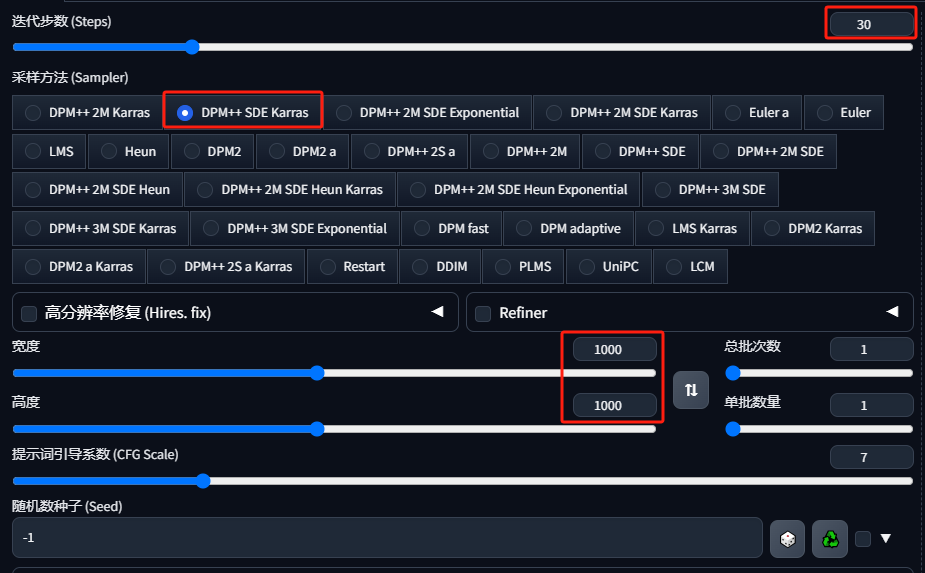 迭代步数 (Steps) 30
采样方法 (Sampler)
DPM++ 2M Karras DPM++ SDE Karras DPM++ 2M SDE Exponential DPM++ 2M SDE Karras Euler a Euler
LMS Heun DPM2 DPM2 a DPM++ 2S a DPM++ 2M DPM++ SDE DPM++ 2M SDE
DPM++ 2M SDE Heun DPM++ 2M SDE Heun Karras DPM++ 2M SDE Heun Exponential DPM++ 3M SDE
DPM++ 3M SDE Karras DPM++ 3M SDE Exponential DPM fast DPM adaptive LMS Karras DPM2 Karras
DPM2 a Karras DPM++ 2S a Karras Restart DDIM PLMS UniPC LCM
高分辨率修复 (Hires. fix) Refiner
宽度 1000 总批次数 1
高度 1000 单批数量 1
提示词引导系数 (CFG Scale) 7
随机数种子 (Seed)
-1